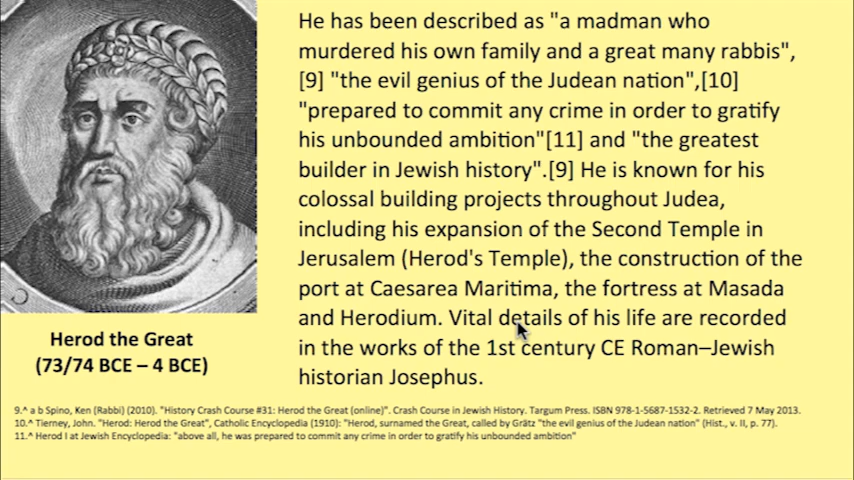 He has been described as "a madman who
murdered his own family and a great many rabbis",
[9] "the evil genius of the Judean nation",[10]
"prepared to commit any crime in order to gratify
his unbounded ambition"[11] and "the greatest
builder in Jewish history".[9] He is known for his
colossal building projects throughout Judea,
including his expansion of the Second Temple in
Jerusalem (Herod's Temple), the construction of the
port at Caesarea Maritima, the fortress at Masada
and Herodium. Vital details of his life are recorded
in the works of the 1st century CE Roman–Jewish
historian Josephus.
Herod the Great
(73/74 BCE – 4 BCE)
9.^ a b Spino, Ken (Rabbi) (2010). "History Crash Course #31: Herod the Great (online)". Crash Course in Jewish History. Targum Press. ISBN 978-1-5687-1532-2. Retrieved 7 May 2013.
10.^ Tierney, John. "Herod: Herod the Great", Catholic Encyclopedia (1910): "Herod, surnamed the Great, called by Grätz "the evil genius of the Judean nation" (Hist., v. II, p. 77).
11.^ Herod I at Jewish Encyclopedia: "above all, he was prepared to commit any crime in order to gratify his unbounded ambition"